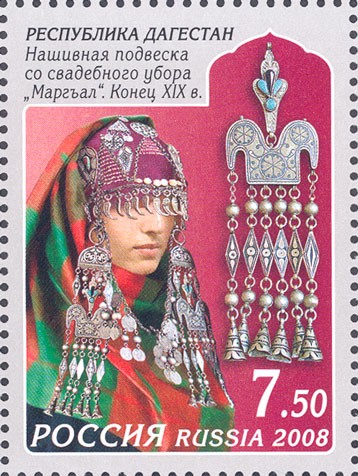 РЕСПУБЛИКА ДАГЕСТАН
Нашивная подвеска
со свадебного убора
„Маргъал“. Конец XIX в.
7.50
РОССИЯ RUSSIA 2008